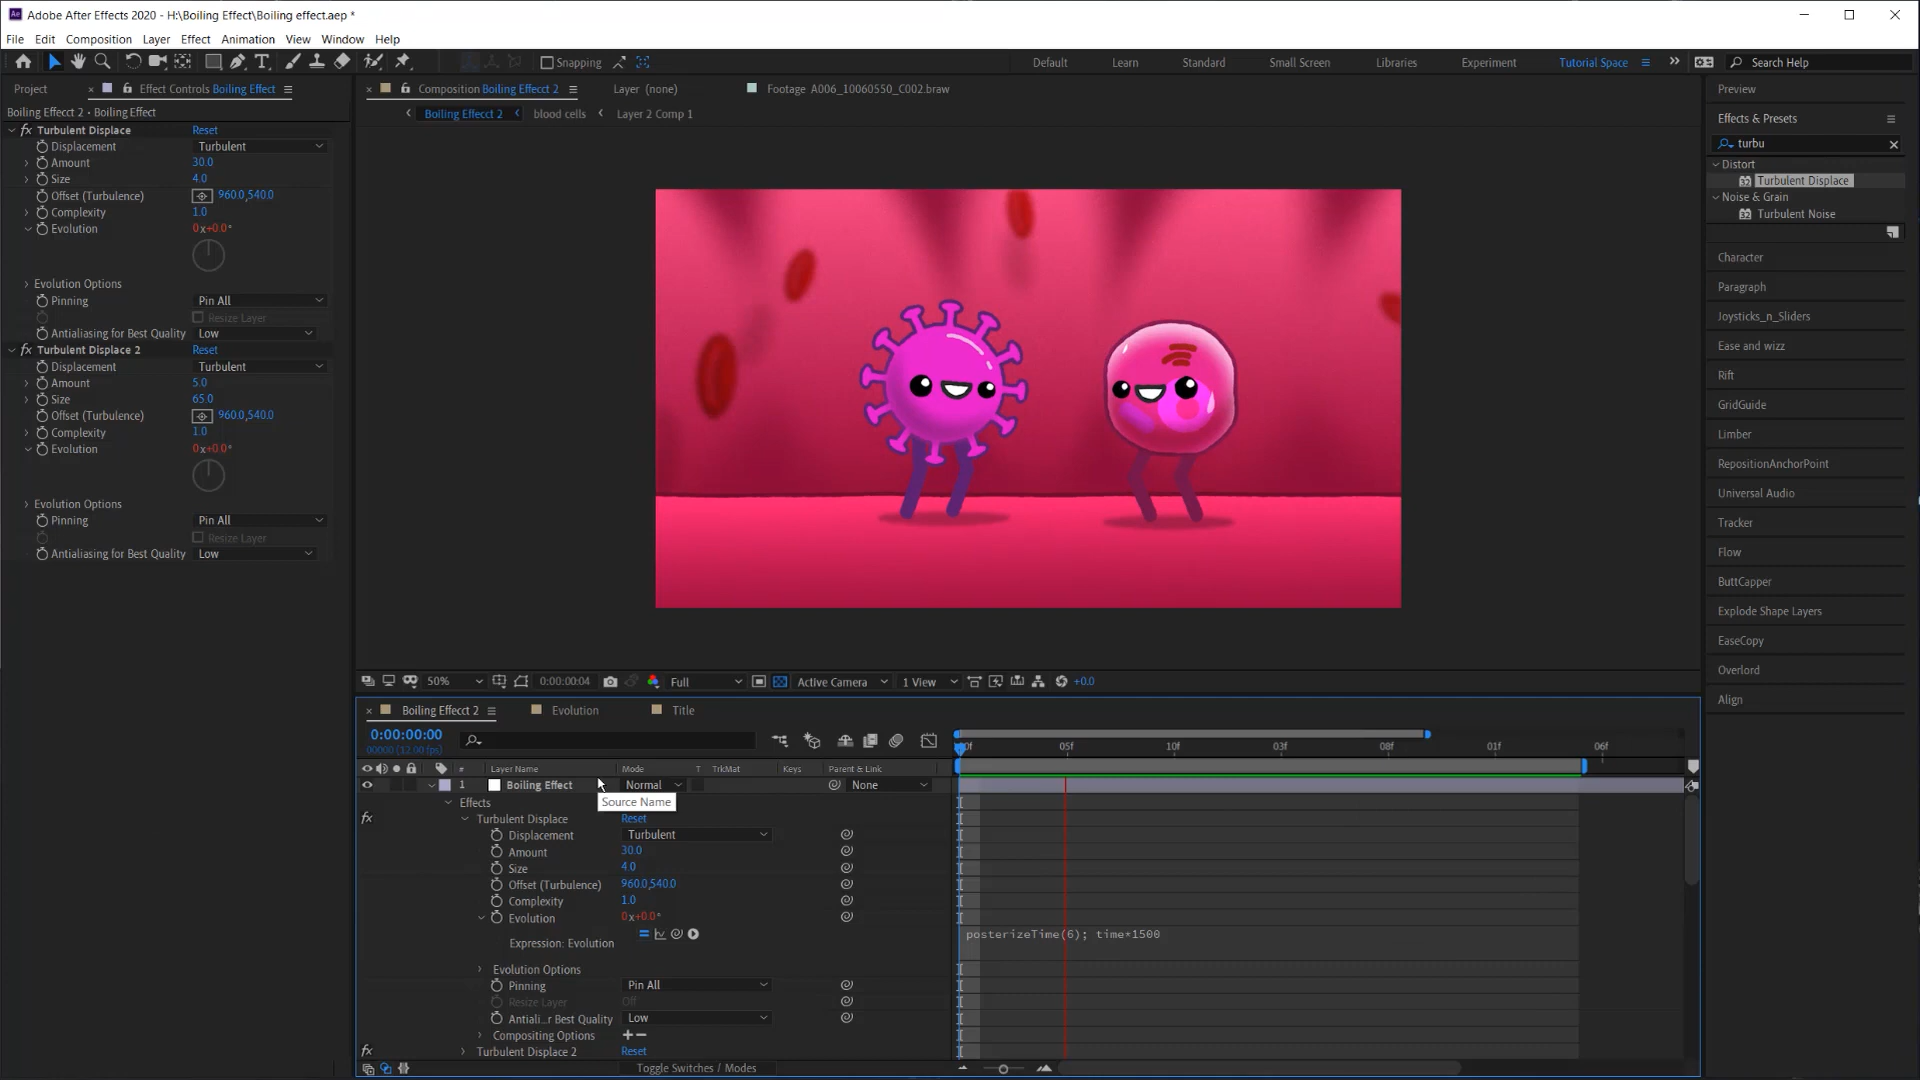 Adobe After Effects 2020 - H:\Boiling Effect\Boiling effect.aep *
File Edit Composition Layer Effect Animation View Window Help
Snapping
Default Learn Standard Small Screen Libraries Experiment Tutorial Space
Search Help
Project
Effect Controls Boiling Effect
Boiling Effecct 2 • Boiling Effect
Turbulent Displace Reset
Displacement Turbulent
Amount 30.0
Size 4.0
Offset (Turbulence) 960.0,540.0
Complexity 1.0
Evolution 0x+0.0°
Evolution Options
Pinning Pin All
Resize Layer
Antialiasing for Best Quality Low
Turbulent Displace 2 Reset
Displacement Turbulent
Amount 5.0
Size 65.0
Offset (Turbulence) 960.0,540.0
Complexity 1.0
Evolution 0x+0.0°
Evolution Options
Pinning Pin All
Resize Layer
Antialiasing for Best Quality Low
Composition Boiling Effecct 2
Layer (none)
Footage A006_10060550_C002.braw
Boiling Effecct 2 blood cells Layer 2 Comp 1
50% 0:00:00:04 Full Active Camera 1 View +0.0
Preview
Effects & Presets
turbu
Distort
32 Turbulent Displace
Noise & Grain
32 Turbulent Noise
Character
Paragraph
Joysticks_n_Sliders
Ease and wizz
Rift
GridGuide
Limber
RepositionAnchorPoint
Universal Audio
Tracker
Flow
ButtCapper
Explode Shape Layers
EaseCopy
Overlord
Align
Boiling Effecct 2 Evolution Title
0:00:00:00
00000 (12.00 fps)
# Layer Name Mode T TrkMat Keys Parent & Link
05f 10f 03f 08f 01f 06f
1 Boiling Effect Normal None
Source Name
Effects
Turbulent Displace Reset
Displacement Turbulent
Amount 30.0
Size 4.0
Offset (Turbulence) 960.0,540.0
Complexity 1.0
Evolution 0x+0.0°
Expression: Evolution
posterizeTime(6); time*1500
Evolution Options
Pinning Pin All
Resize Layer Off
Antiali...r Best Quality Low
Compositing Options +−
Turbulent Displace 2 Reset
Toggle Switches / Modes